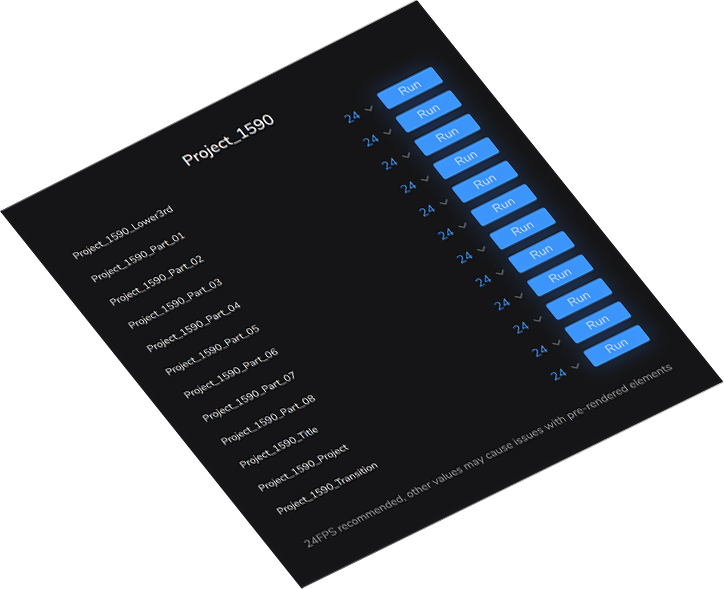 Project_1590
Project_1590_Lower3rd 24 Run
Project_1590_Part_01 24 Run
Project_1590_Part_02 24 Run
Project_1590_Part_03 24 Run
Project_1590_Part_04 24 Run
Project_1590_Part_05 24 Run
Project_1590_Part_06 24 Run
Project_1590_Part_07 24 Run
Project_1590_Part_08 24 Run
Project_1590_Title 24 Run
Project_1590_Project 24 Run
Project_1590_Transition 24 Run
24FPS recommended, other values may cause issues with pre-rendered elements